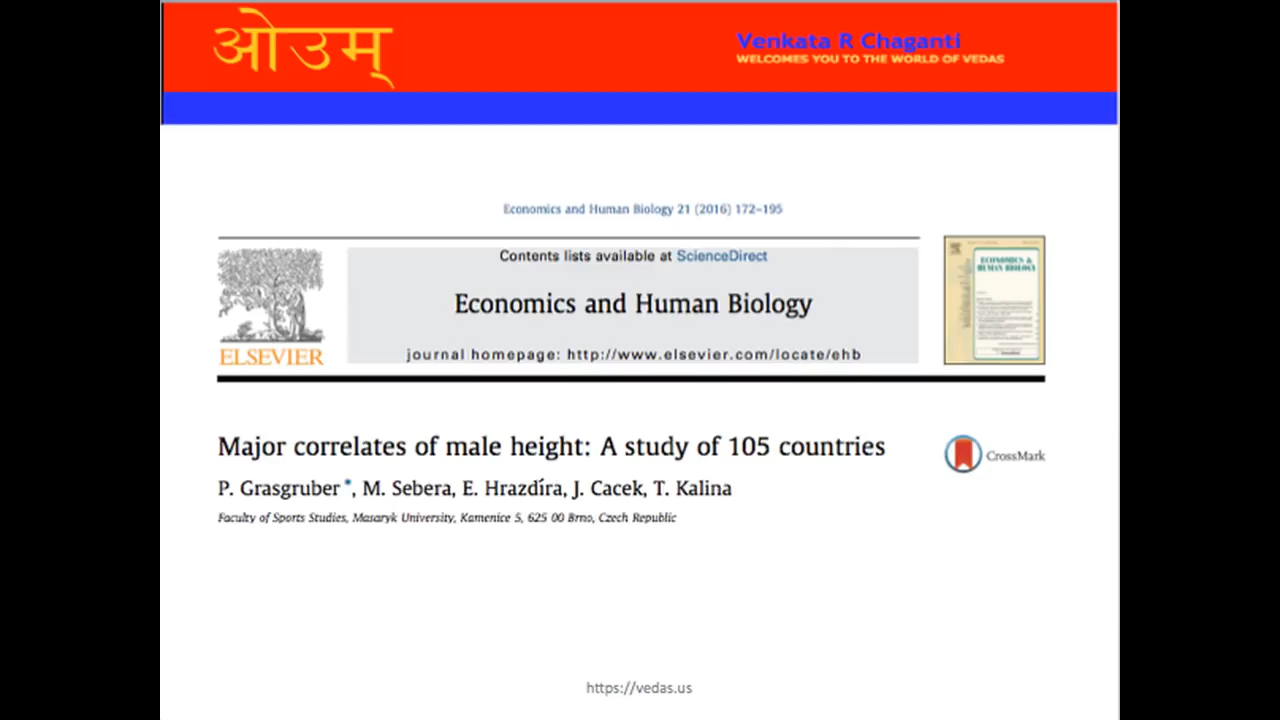 ओउम्
Venkata R Chaganti
WELCOMES YOU TO THE WORLD OF VEDAS
Economics and Human Biology 21 (2016) 172–195
Contents lists available at ScienceDirect
Economics and Human Biology
journal homepage: http://www.elsevier.com/locate/ehb
ELSEVIER
ECONOMICS &
HUMAN BIOLOGY
Major correlates of male height: A study of 105 countries
CrossMark
P. Grasgruber *, M. Sebera, E. Hrazdíra, J. Cacek, T. Kalina
Faculty of Sports Studies, Masaryk University, Kamenice 5, 625 00 Brno, Czech Republic
https://vedas.us